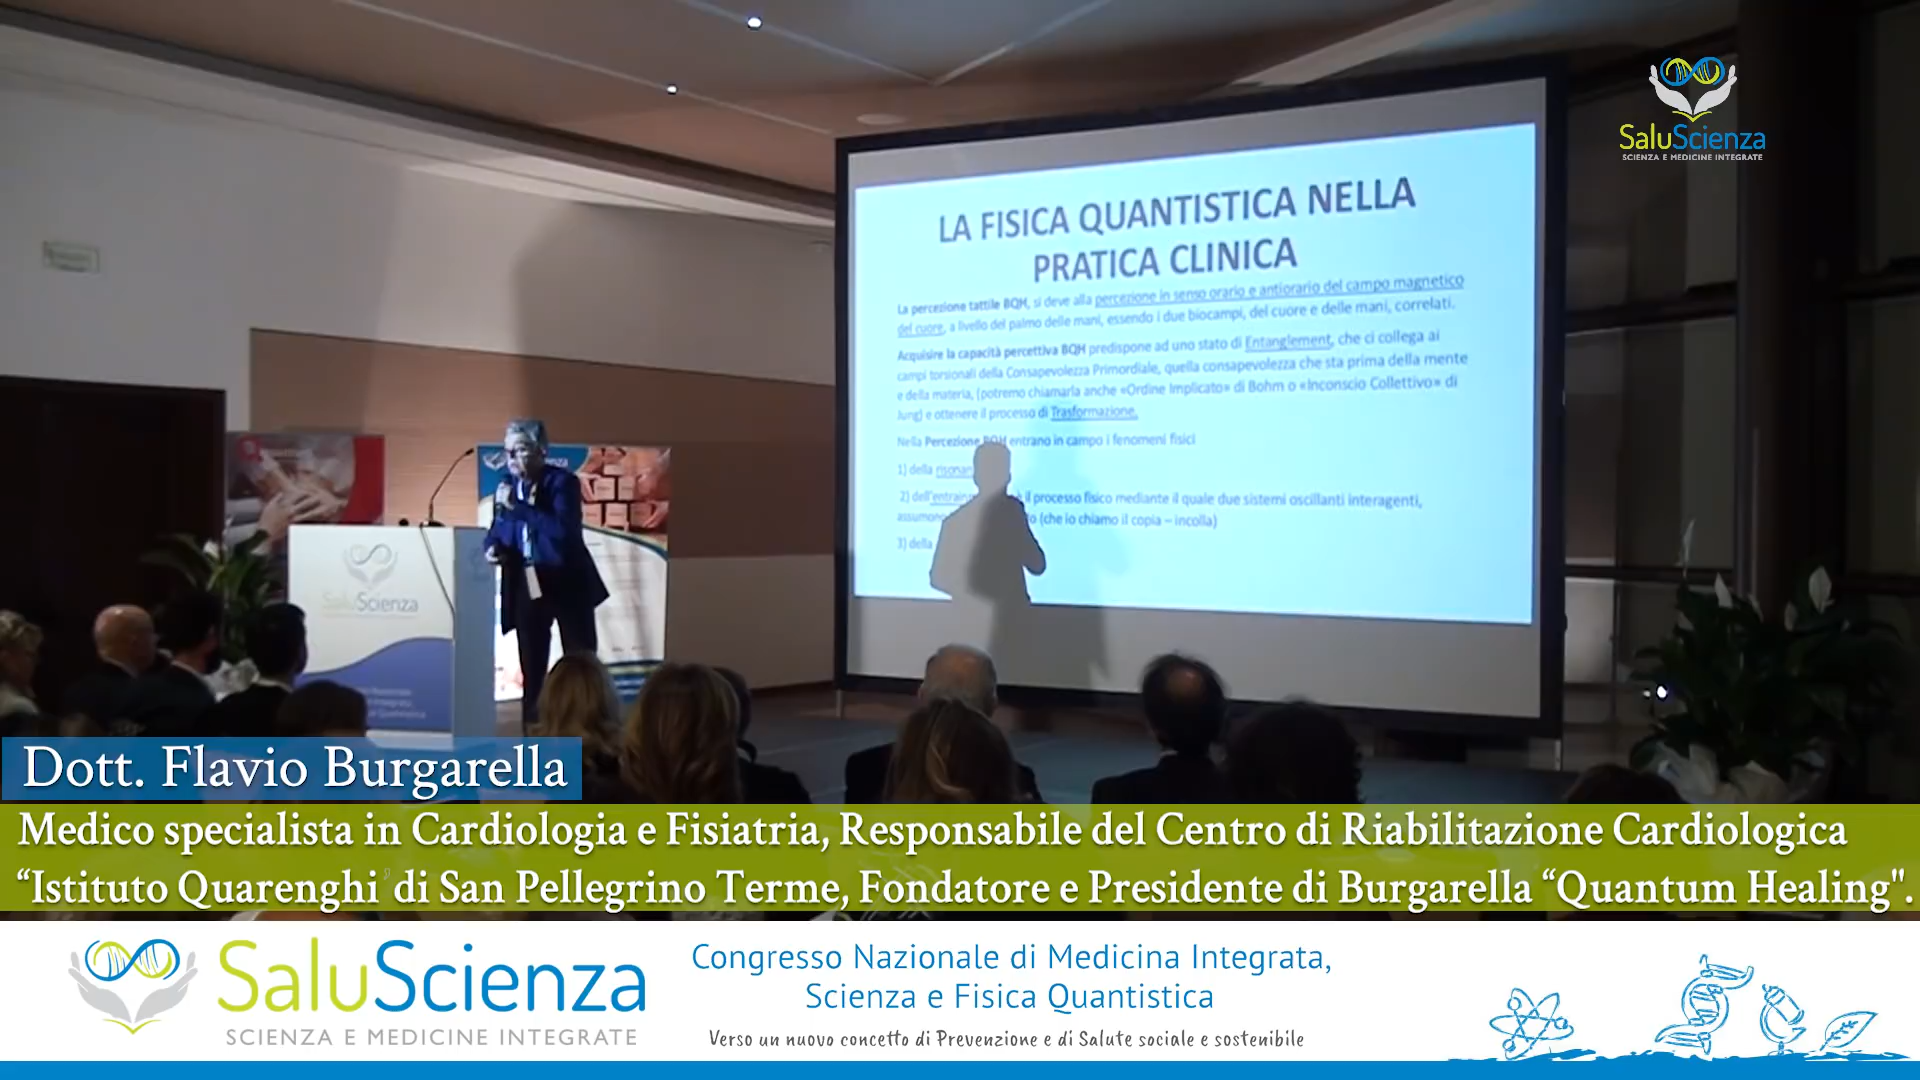 SaluScienza
SCIENZA E MEDICINE INTEGRATE
LA FISICA QUANTISTICA NELLA
PRATICA CLINICA
La percezione tattile BQH, si deve alla percezione in senso orario e antiorario del campo magnetico
del cuore, a livello del palmo delle mani, essendo i due biocampi, del cuore e delle mani, correlati.
Acquisire la capacità percettiva BQH predispone ad uno stato di Entanglement, che ci collega ai
campi torsionali della Consapevolezza Primordiale, quella consapevolezza che sta prima della mente
e della materia, (potremo chiamarla anche «Ordine Implicato» di Bohm o «Inconscio Collettivo» di
Jung) e ottenere il processo di Trasformazione.
Nella Percezione BQH entrano in campo i fenomeni fisici
1) della
2) il processo fisico mediante il quale due sistemi oscillanti interagenti,
(che io chiamo il copia – incolla)
3) della
SaluScienza
Dott. Flavio Burgarella
Medico specialista in Cardiologia e Fisiatria, Responsabile del Centro di Riabilitazione Cardiologica
“Istituto Quarenghi” di San Pellegrino Terme, Fondatore e Presidente di Burgarella “Quantum Healing".
SaluScienza
SCIENZA E MEDICINE INTEGRATE
Congresso Nazionale di Medicina Integrata,
Scienza e Fisica Quantistica
Verso un nuovo concetto di Prevenzione e di Salute sociale e sostenibile